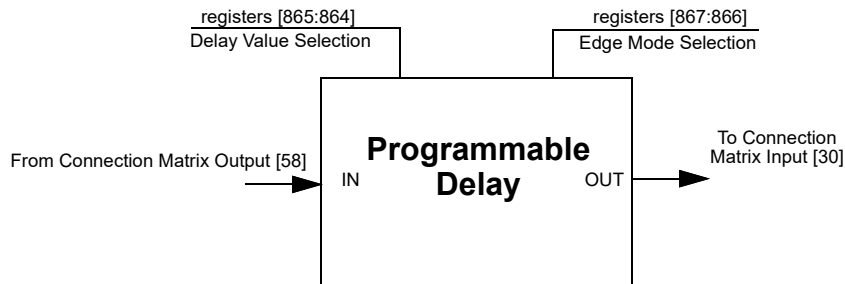 registers [865:864]
Delay Value Selection
registers [867:866]
Edge Mode Selection
From Connection Matrix Output [58]
IN
Programmable
Delay
OUT
To Connection
Matrix Input [30]